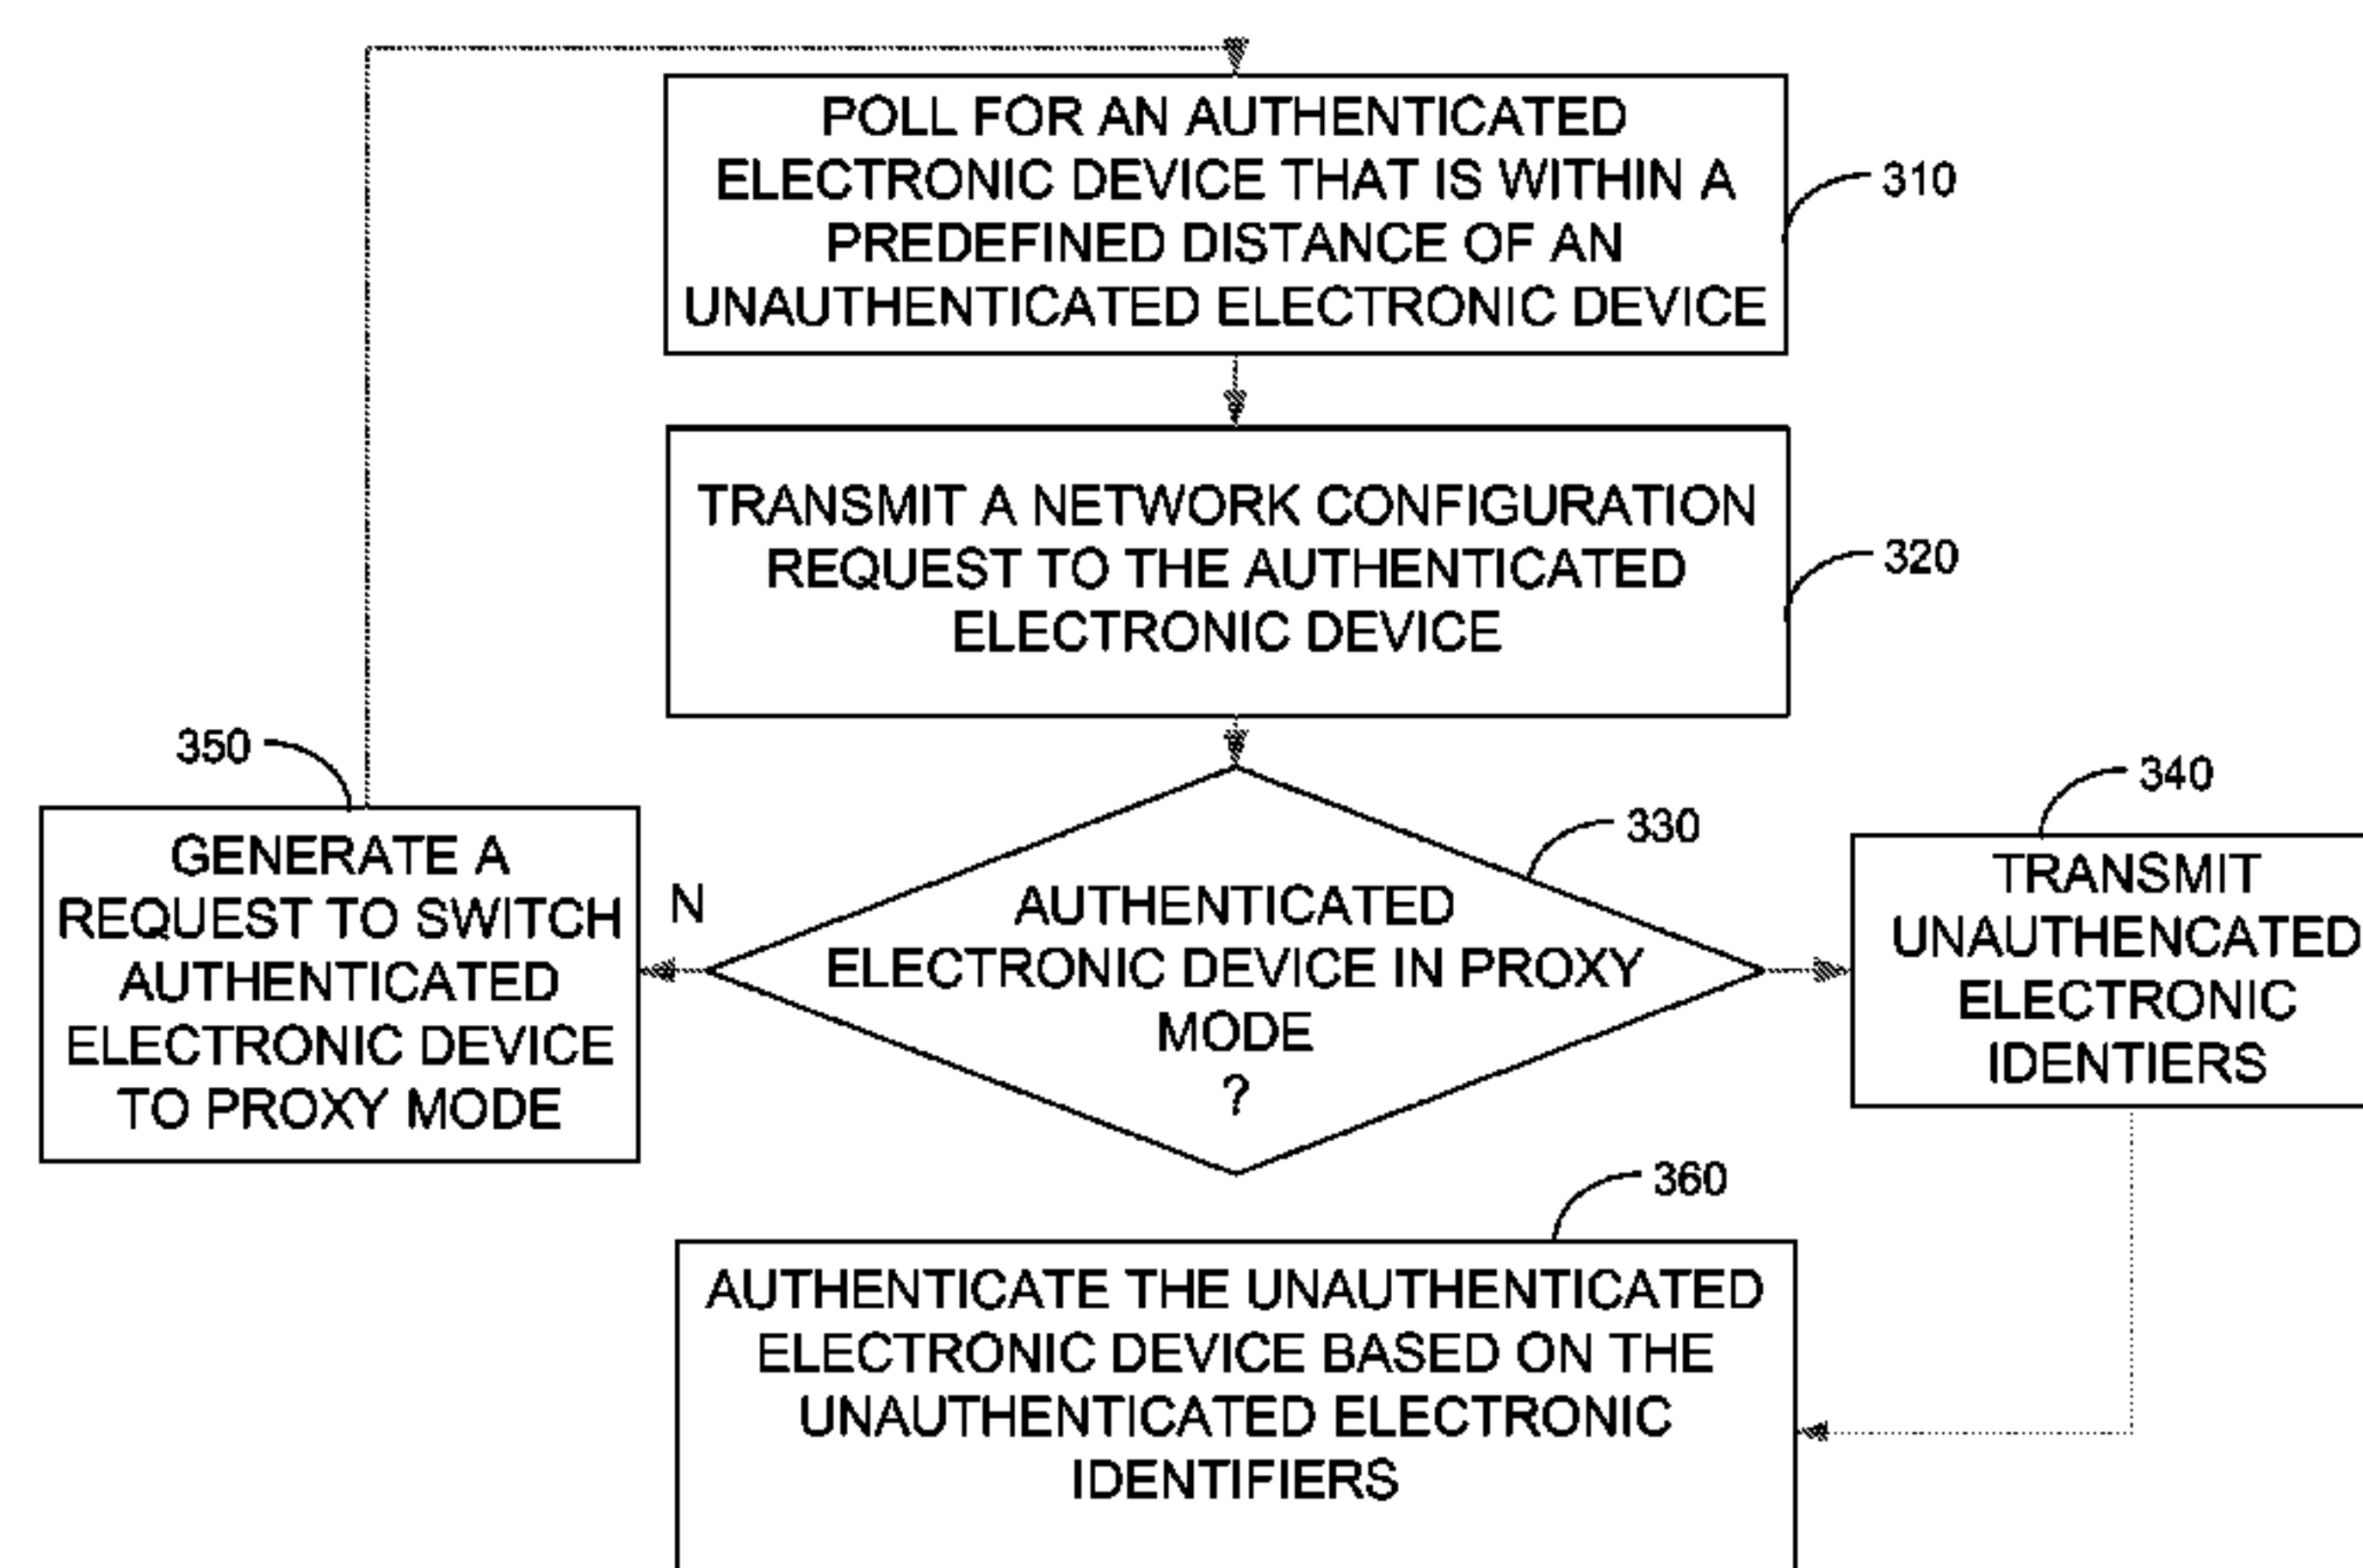 POLL FOR AN AUTHENTICATED
ELECTRONIC DEVICE THAT IS WITHIN A
PREDEFINED DISTANCE OF AN
UNAUTHENTICATED ELECTRONIC DEVICE
310
TRANSMIT A NETWORK CONFIGURATION
REQUEST TO THE AUTHENTICATED
ELECTRONIC DEVICE
320
350
GENERATE A
REQUEST TO SWITCH
AUTHENTICATED
ELECTRONIC DEVICE
TO PROXY MODE
N
330
AUTHENTICATED
ELECTRONIC DEVICE IN PROXY
MODE
?
340
TRANSMIT
UNAUTHENCATED
ELECTRONIC
IDENTIERS
360
AUTHENTICATE THE UNAUTHENTICATED
ELECTRONIC DEVICE BASED ON THE
UNAUTHENTICATED ELECTRONIC
IDENTIFIERS